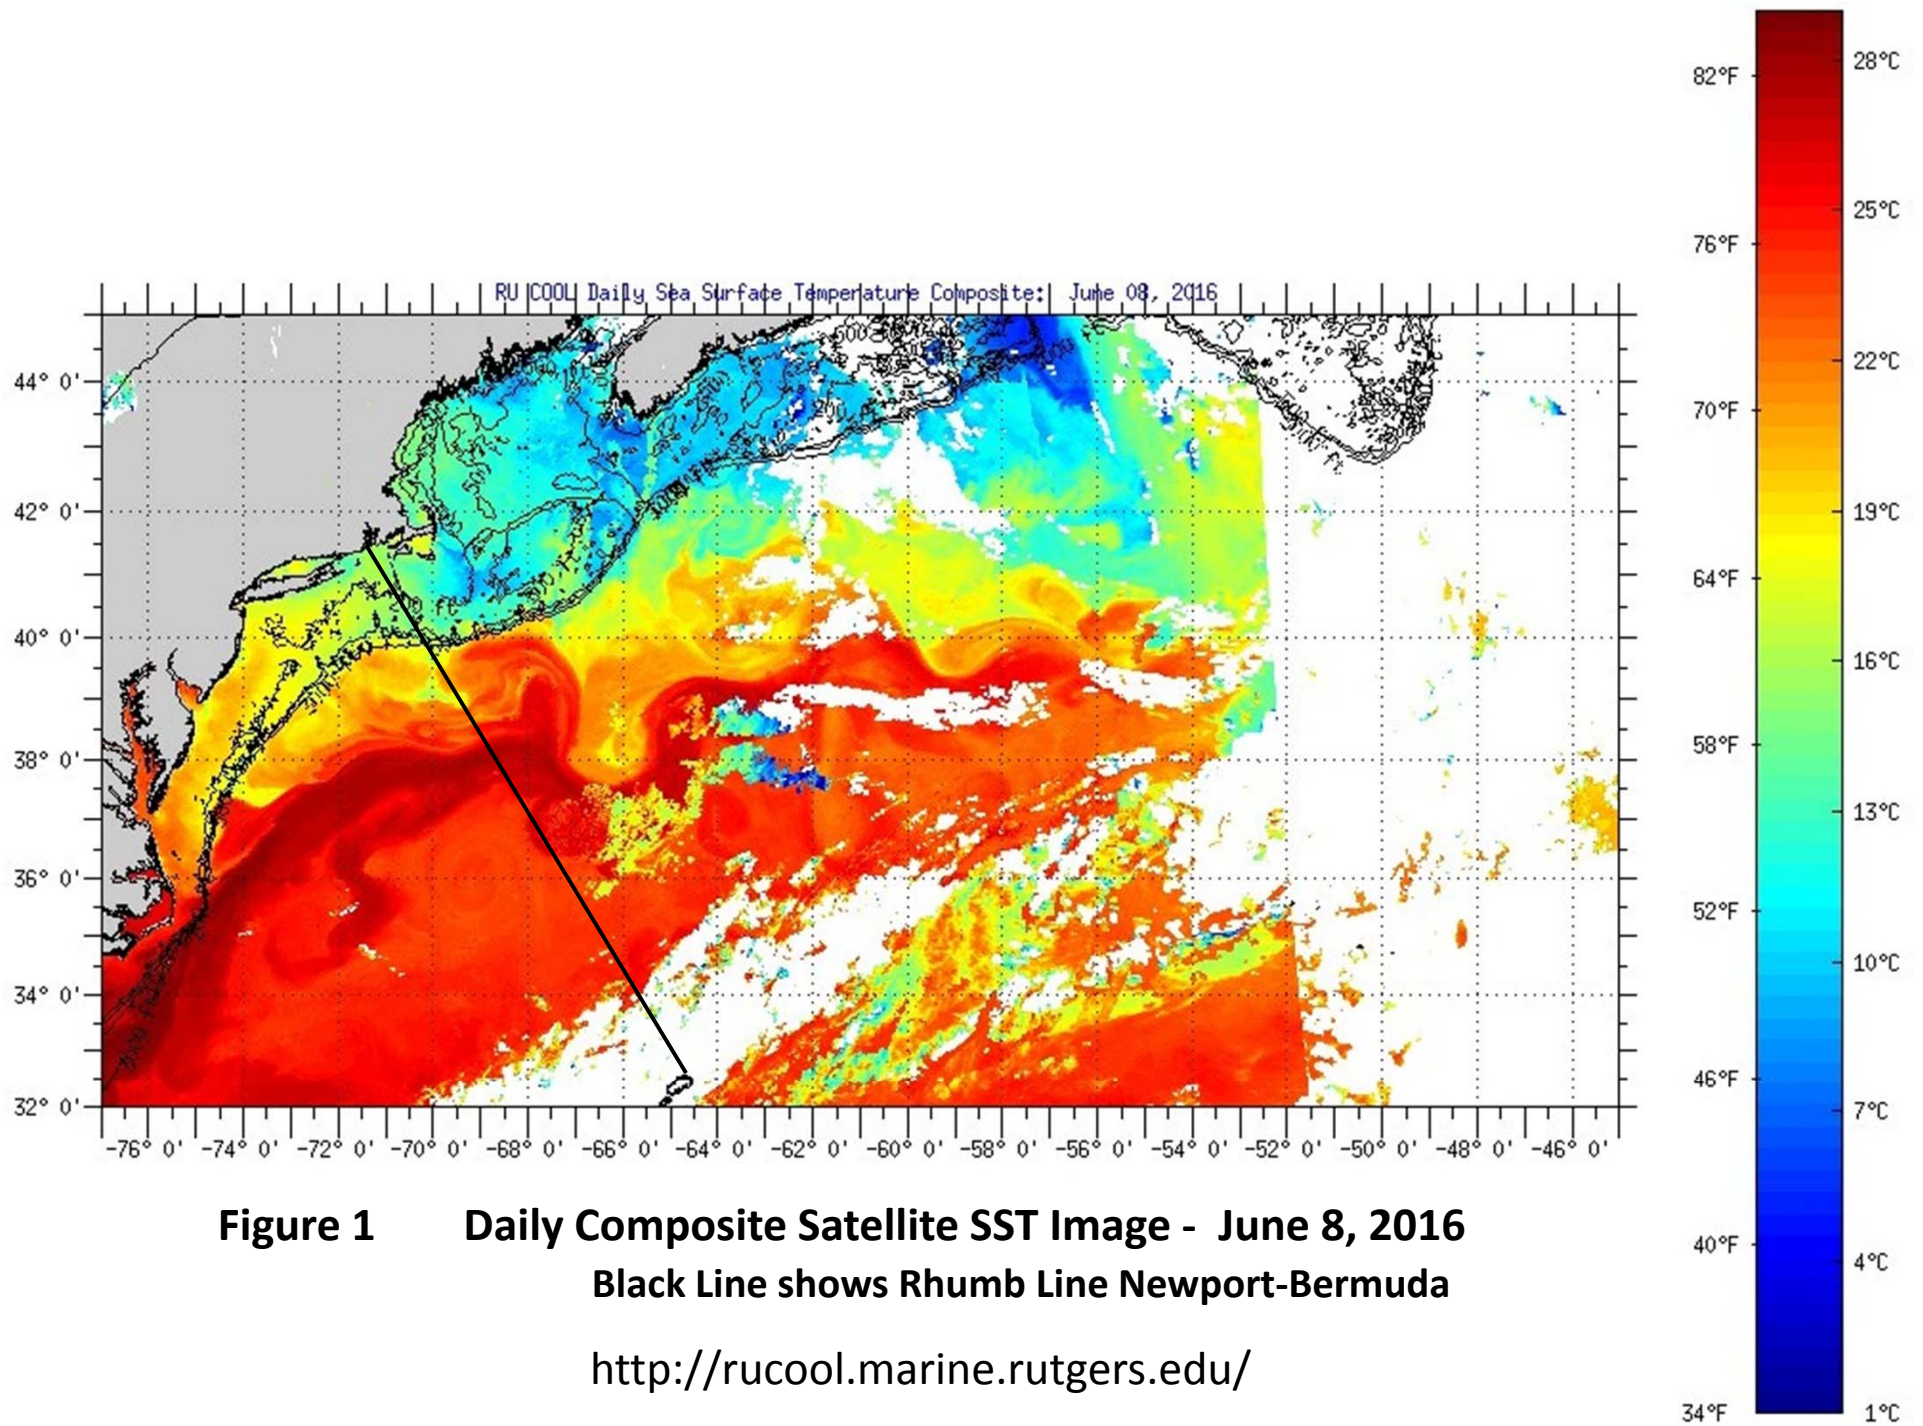 82°F
28°C
25°C
76°F
RU COOL Daily Sea Surface Temperature Composte: June 08, 2016
44° 0'
22°C
70°F
42° 0'
19°C
64°F
40° 0'
16°C
38° 0'
58°F
13°C
36° 0'
52°F
10°C
34° 0'
46°F
7°C
32° 0'
-76° 0' -74° 0' -72° 0' -70° 0' -68° 0' -66° 0' -64° 0' -62° 0' -60° 0' -58° 0' -56° 0' -54° 0' -52° 0' -50° 0' -48° 0' -46° 0'
Figure 1 Daily Composite Satellite SST Image - June 8, 2016
40°F
4°C
Black Line shows Rhumb Line Newport-Bermuda
http://rucool.marine.rutgers.edu/
34°F
1°C